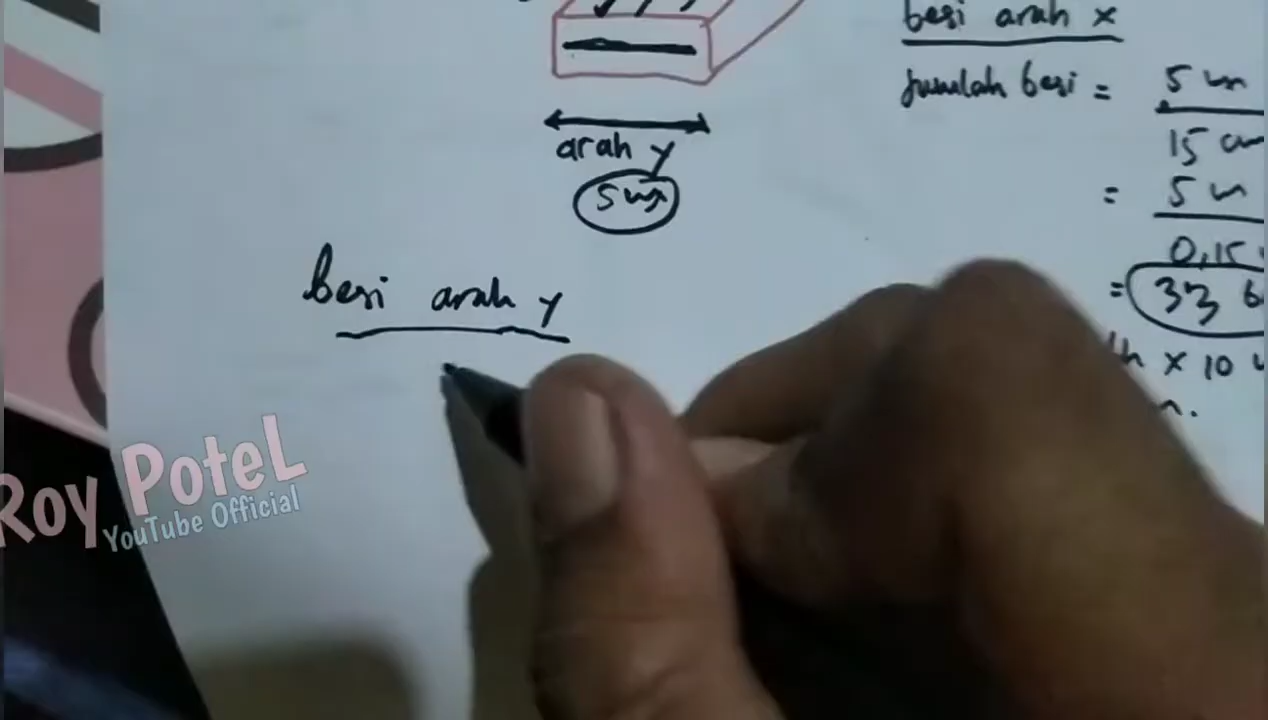 besi arah x
jumlah besi = 5 m
15 cm
= 5 m
0,15
= 33
x 10
arah y
5 m
besi arah y
Roy PoteL
YouTube Official